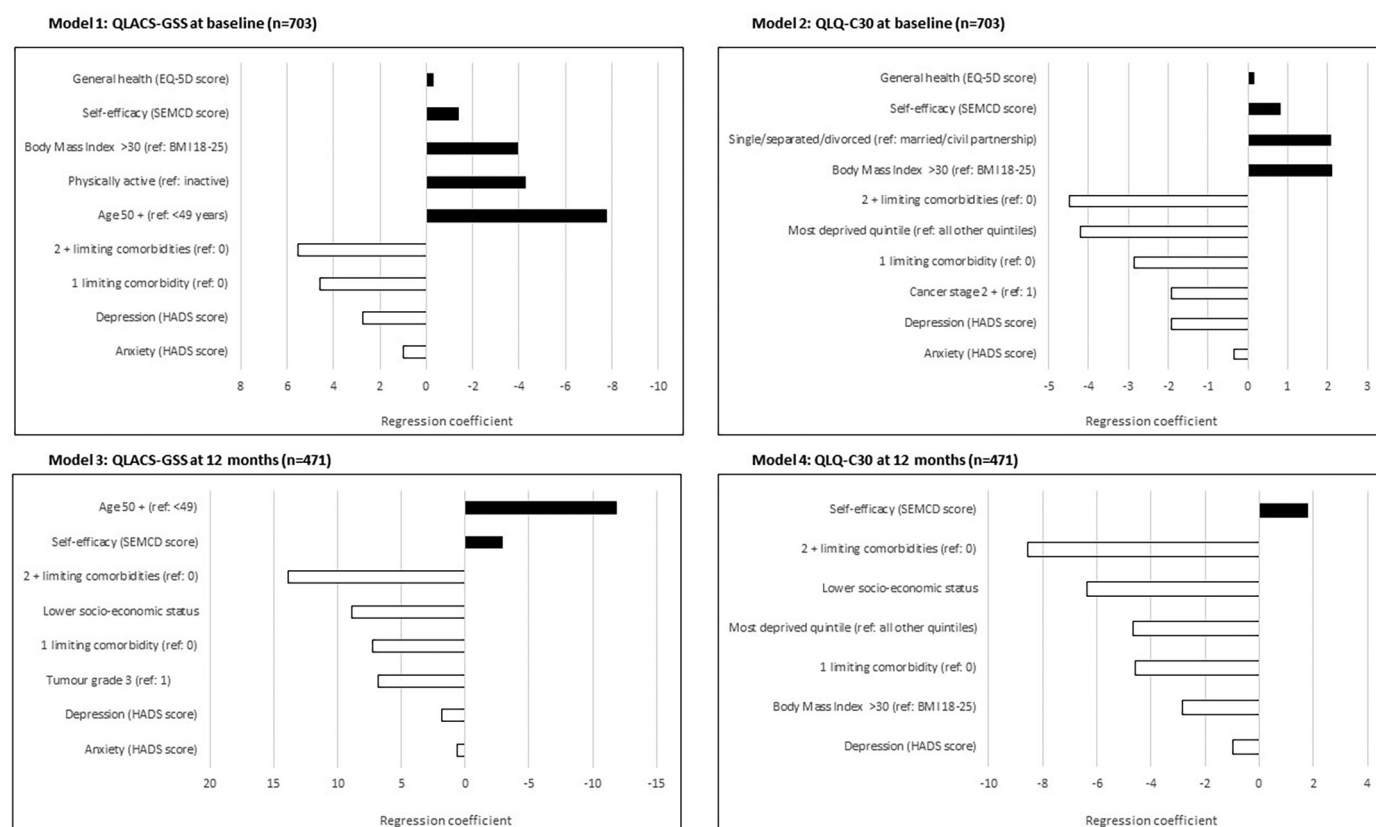 Model 1: QLACS-GSS at baseline (n=703)
General health (EQ-5D score)
Self-efficacy (SEMCD score)
Body Mass Index >30 (ref: BMI 18-25)
Physically active (ref: inactive)
Age 50 + (ref: <49 years)
2 + limiting comorbidities (ref: 0)
1 limiting comorbidity (ref: 0)
Depression (HADS score)
Anxiety (HADS score)
8 6 4 2 0 -2 -4 -6 -8 -10
Regression coefficient
Model 2: QLQ-C30 at baseline (n=703)
General health (EQ-5D score)
Self-efficacy (SEMCD score)
Single/separated/divorced (ref: married/civil partnership)
Body Mass Index >30 (ref: BMI 18-25)
2 + limiting comorbidities (ref: 0)
Most deprived quintile (ref: all other quintiles)
1 limiting comorbidity (ref: 0)
Cancer stage 2 + (ref: 1)
Depression (HADS score)
Anxiety (HADS score)
-5 -4 -3 -2 -1 0 1 2 3
Regression coefficient
Model 3: QLACS-GSS at 12 months (n=471)
Age 50 + (ref: <49)
Self-efficacy (SEMCD score)
2 + limiting comorbidities (ref: 0)
Lower socio-economic status
1 limiting comorbidity (ref: 0)
Tumour grade 3 (ref: 1)
Depression (HADS score)
Anxiety (HADS score)
20 15 10 5 0 -5 -10 -15
Regression coefficient
Model 4: QLQ-C30 at 12 months (n=471)
Self-efficacy (SEMCD score)
2 + limiting comorbidities (ref: 0)
Lower socio-economic status
Most deprived quintile (ref: all other quintiles)
1 limiting comorbidity (ref: 0)
Body Mass Index >30 (ref: BMI 18-25)
Depression (HADS score)
-10 -8 -6 -4 -2 0 2 4
Regression coefficient